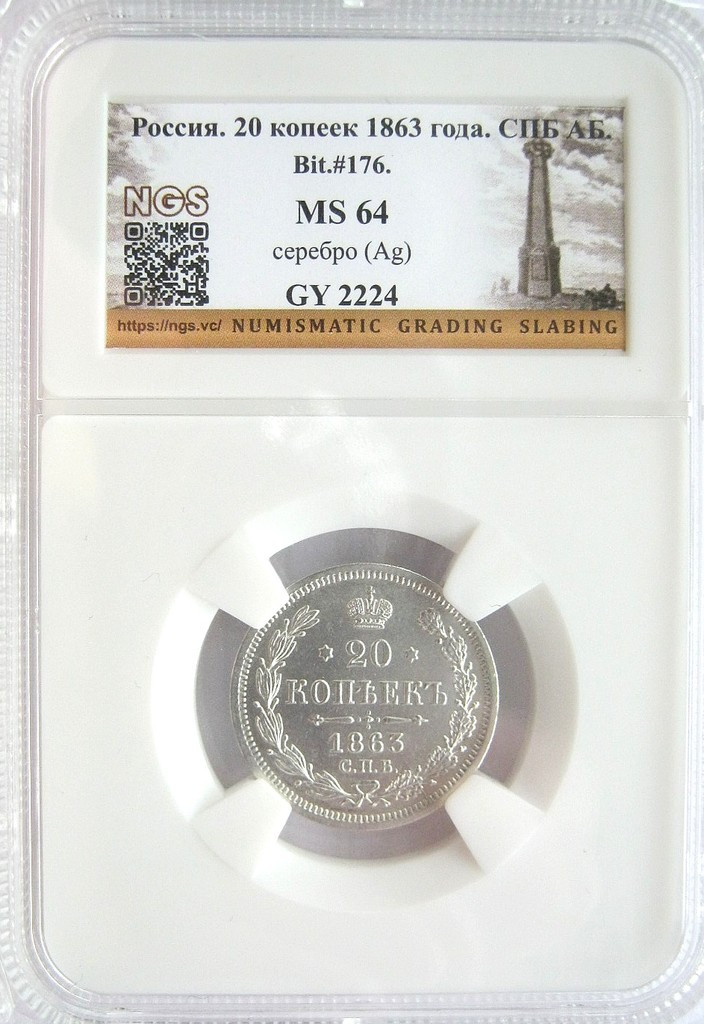 Россия. 20 копеек 1863 года. СПБ АБ.
Bit.#176.
NGS
MS 64
серебро (Ag)
GY 2224
https://ngs.vc/ NUMISMATIC GRADING SLABING
20
КОПѢЕКЪ
1863
С.П.Б.